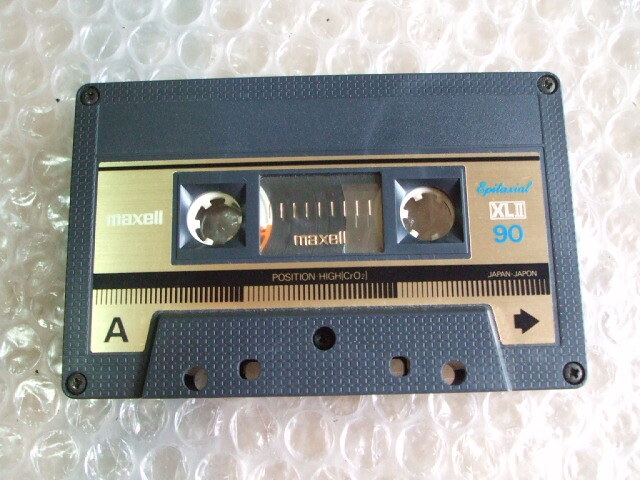 Epitaxial
maxell
XLII
maxell
90
POSITION·HIGH[CrO2]
JAPAN·JAPON
A